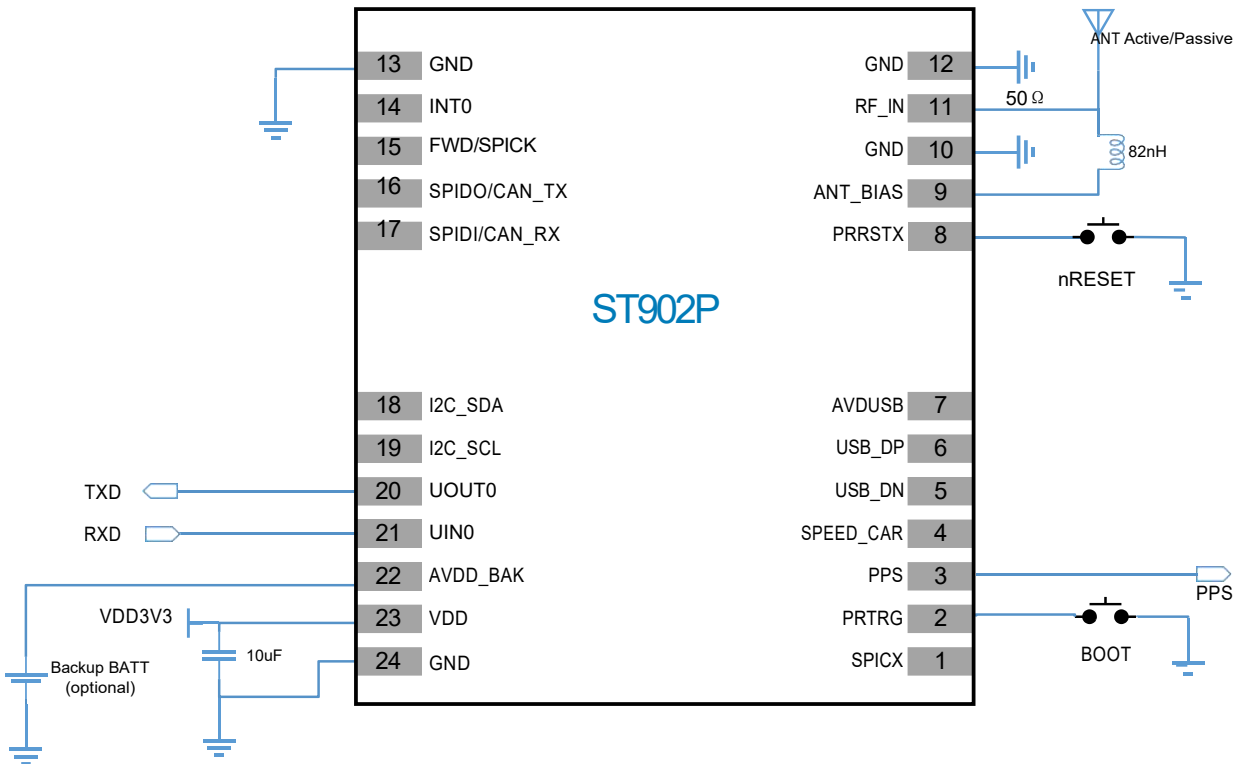 ANT Active/Passive
13 GND
GND 12
14 INT0
50 Ω
RF_IN 11
15 FWD/SPICK
GND 10
82nH
16 SPIDO/CAN_TX
ANT_BIAS 9
17 SPIDI/CAN_RX
PRRSTX 8
nRESET
ST902P
18 I2C_SDA
AVDUSB 7
19 I2C_SCL
USB_DP 6
TXD
20 UOUT0
USB_DN 5
RXD
21 UIN0
SPEED_CAR 4
22 AVDD_BAK
PPS 3
PPS
VDD3V3
23 VDD
PRTRG 2
10uF
24 GND
SPICX 1
BOOT
Backup BATT
(optional)